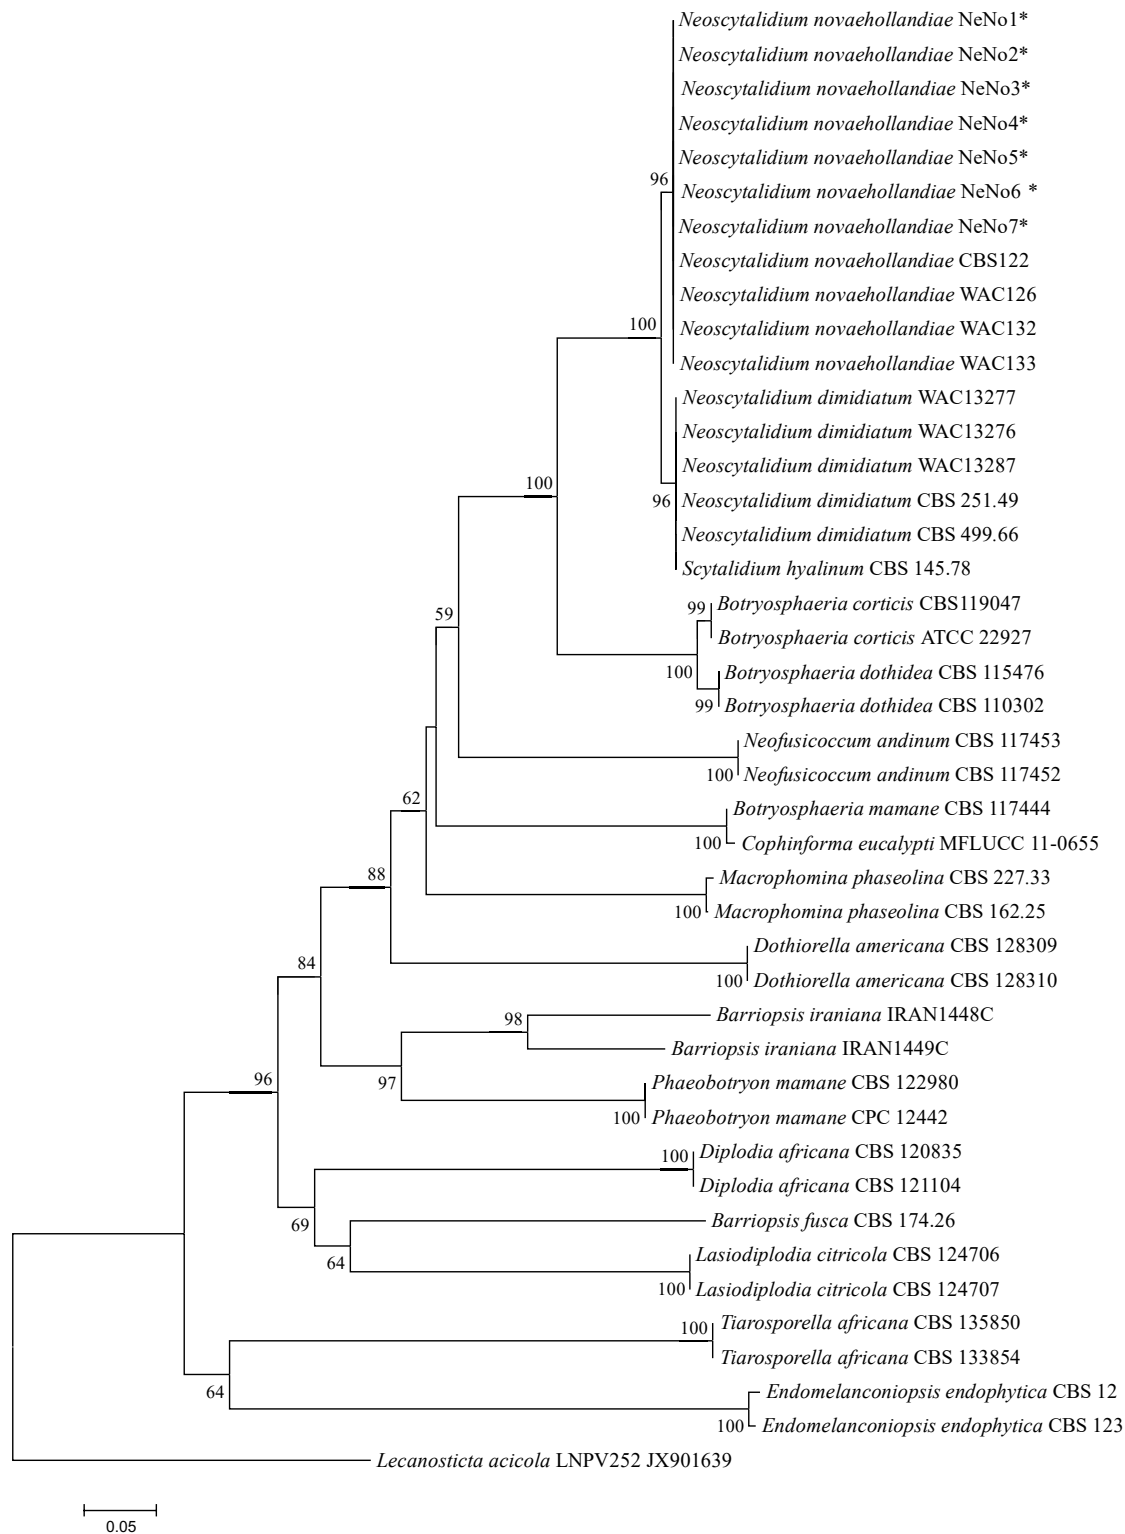 Neoscytalidium novaehollandiae NeNo1*
Neoscytalidium novaehollandiae NeNo2*
Neoscytalidium novaehollandiae NeNo3*
Neoscytalidium novaehollandiae NeNo4*
Neoscytalidium novaehollandiae NeNo5*
96
Neoscytalidium novaehollandiae NeNo6 *
Neoscytalidium novaehollandiae NeNo7*
Neoscytalidium novaehollandiae CBS122
Neoscytalidium novaehollandiae WAC126
100
Neoscytalidium novaehollandiae WAC132
Neoscytalidium novaehollandiae WAC133
Neoscytalidium dimidiatum WAC13277
Neoscytalidium dimidiatum WAC13276
Neoscytalidium dimidiatum WAC13287
100
96
Neoscytalidium dimidiatum CBS 251.49
Neoscytalidium dimidiatum CBS 499.66
Scytalidium hyalinum CBS 145.78
59
99
Botryosphaeria corticis CBS119047
Botryosphaeria corticis ATCC 22927
100
Botryosphaeria dothidea CBS 115476
99
Botryosphaeria dothidea CBS 110302
Neofusicoccum andinum CBS 117453
100
Neofusicoccum andinum CBS 117452
62
Botryosphaeria mamane CBS 117444
100
Cophinforma eucalypti MFLUCC 11-0655
88
Macrophomina phaseolina CBS 227.33
100
Macrophomina phaseolina CBS 162.25
84
Dothiorella americana CBS 128309
100
Dothiorella americana CBS 128310
98
Barriopsis iraniana IRAN1448C
Barriopsis iraniana IRAN1449C
96
97
Phaeobotryon mamane CBS 122980
100
Phaeobotryon mamane CPC 12442
100
Diplodia africana CBS 120835
Diplodia africana CBS 121104
69
Barriopsis fusca CBS 174.26
64
Lasiodiplodia citricola CBS 124706
100
Lasiodiplodia citricola CBS 124707
100
Tiarosporella africana CBS 135850
Tiarosporella africana CBS 133854
64
Endomelanconiopsis endophytica CBS 12
100
Endomelanconiopsis endophytica CBS 123
Lecanosticta acicola LNPV252 JX901639
0.05